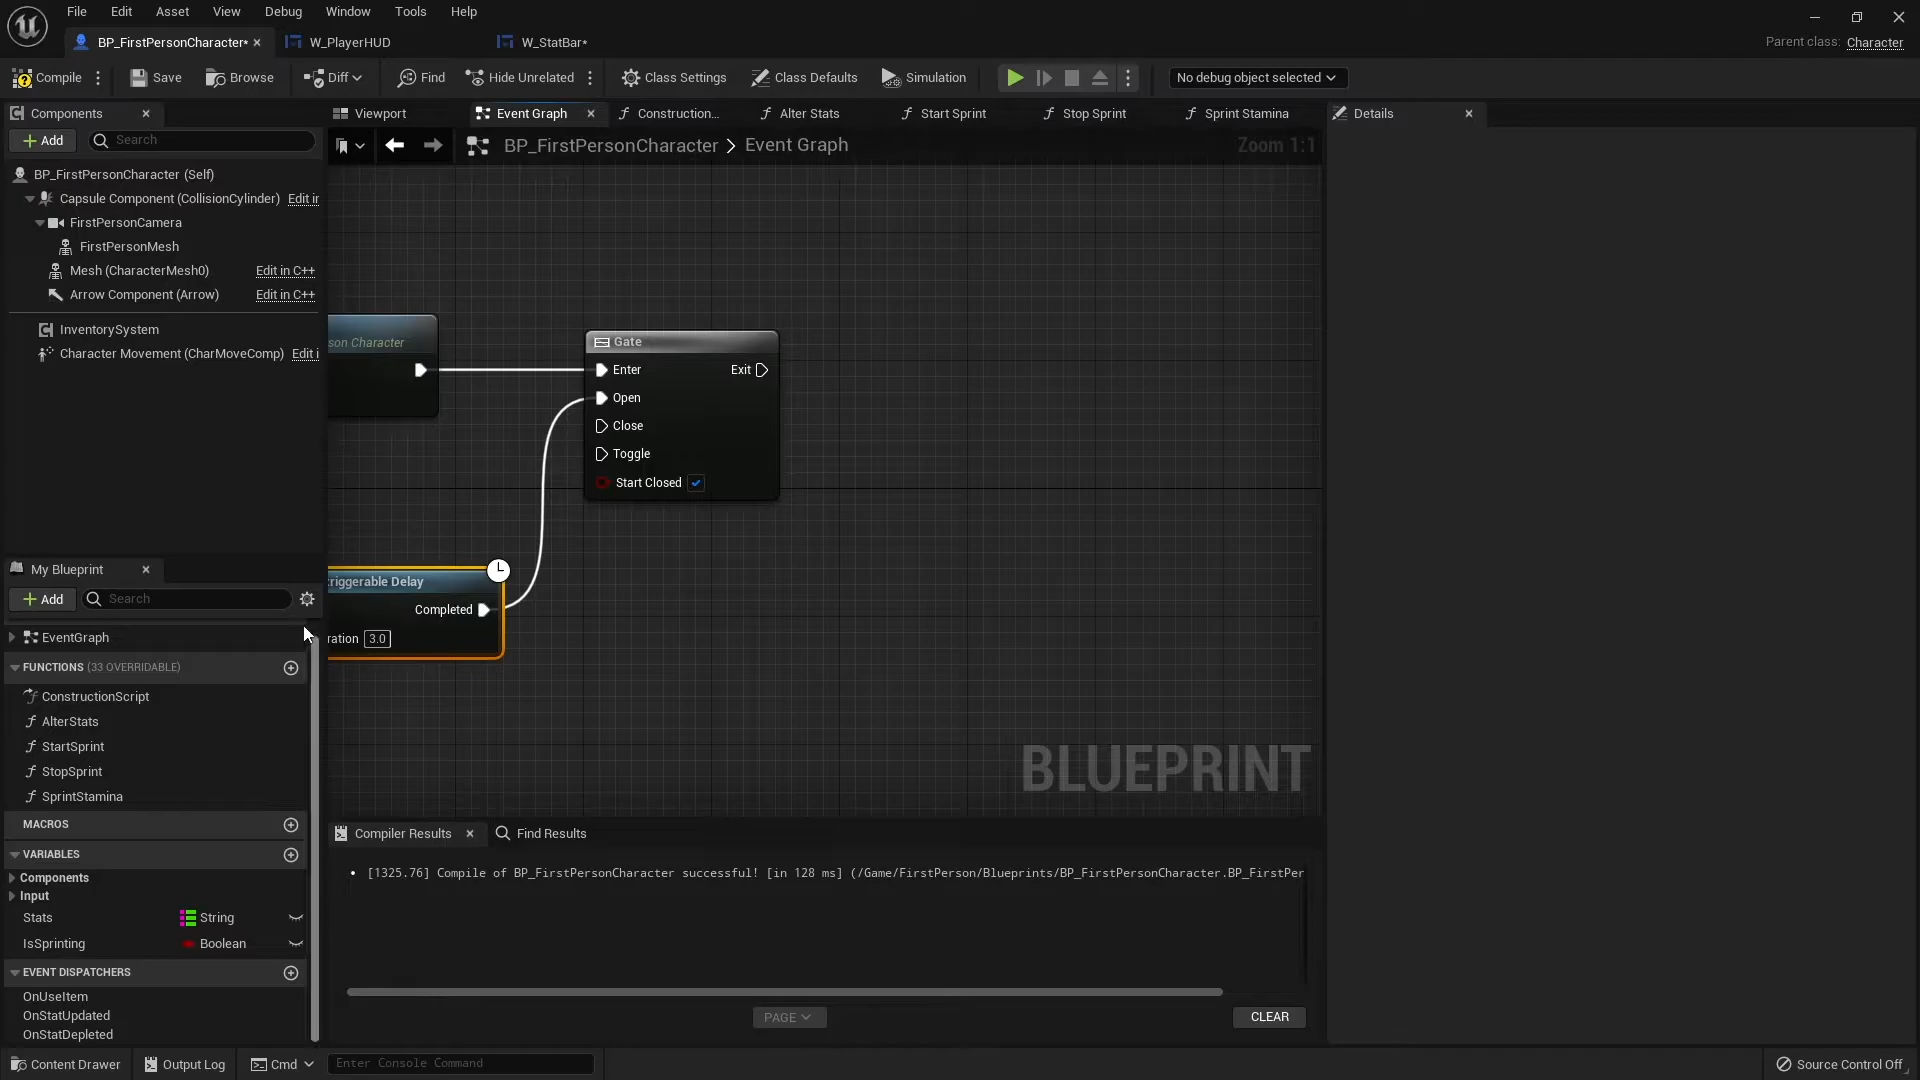 File Edit Asset View Debug Window Tools Help
BP_FirstPersonCharacter* W_PlayerHUD W_StatBar*
Parent class: Character
Compile Save Browse Diff Find Hide Unrelated Class Settings Class Defaults Simulation No debug object selected
Components
Add Search
BP_FirstPersonCharacter (Self)
Capsule Component (CollisionCylinder) Edit ir
FirstPersonCamera
FirstPersonMesh
Mesh (CharacterMesh0) Edit in C++
Arrow Component (Arrow) Edit in C++
InventorySystem
Character Movement (CharMoveComp) Edit i
Viewport Event Graph Construction... Alter Stats Start Sprint Stop Sprint Sprint Stamina
BP_FirstPersonCharacter > Event Graph Zoom 1:1
son Character
Gate
Enter Exit
Open
Close
Toggle
Start Closed
triggerable Delay
Completed
ration 3.0
BLUEPRINT
Details
My Blueprint
Add Search
EventGraph
FUNCTIONS (33 OVERRIDABLE)
ConstructionScript
AlterStats
StartSprint
StopSprint
SprintStamina
MACROS
VARIABLES
Components
Input
Stats String
IsSprinting Boolean
EVENT DISPATCHERS
OnUseItem
OnStatUpdated
OnStatDepleted
Compiler Results Find Results
• [1325.76] Compile of BP_FirstPersonCharacter successful! [in 128 ms] (/Game/FirstPerson/Blueprints/BP_FirstPersonCharacter.BP_FirstPer
PAGE CLEAR
Content Drawer Output Log Cmd Enter Console Command Source Control Off